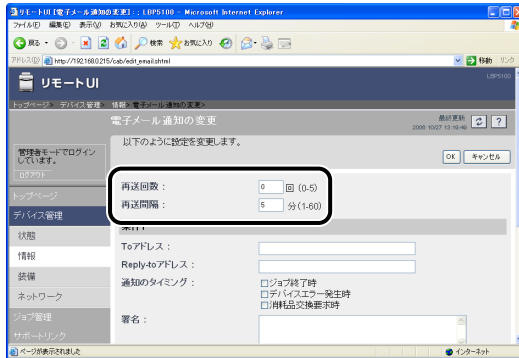 リモートUI [電子メール通知の変更] : : LBP5100 - Microsoft Internet Explorer
ファイル(F) 編集(E) 表示(V) お気に入り(A) ツール(T) ヘルプ(H)
戻る 検索 お気に入り
アドレス(D) http://192.168.0.215/cab/edit_email.shtml 移動 リンク
リモートUI LBP5100
トップページ> デバイス管理> 情報> 電子メール通知の変更>
電子メール通知の変更 最終更新
2008 10/27 13:19:40
?
管理者モードでログイン
しています。
ログアウト
以下のように設定を変更します。
OK キャンセル
トップページ
デバイス管理
状態
情報
装備
ネットワーク
ジョブ管理
サポートリンク
再送回数: 0 回 (0-5)
再送間隔: 5 分(1-60)
Toアドレス:
Reply-toアドレス:
通知のタイミング: ジョブ終了時
デバイスエラー発生時
消耗品交換要求時
署名:
ページが表示されました インターネット